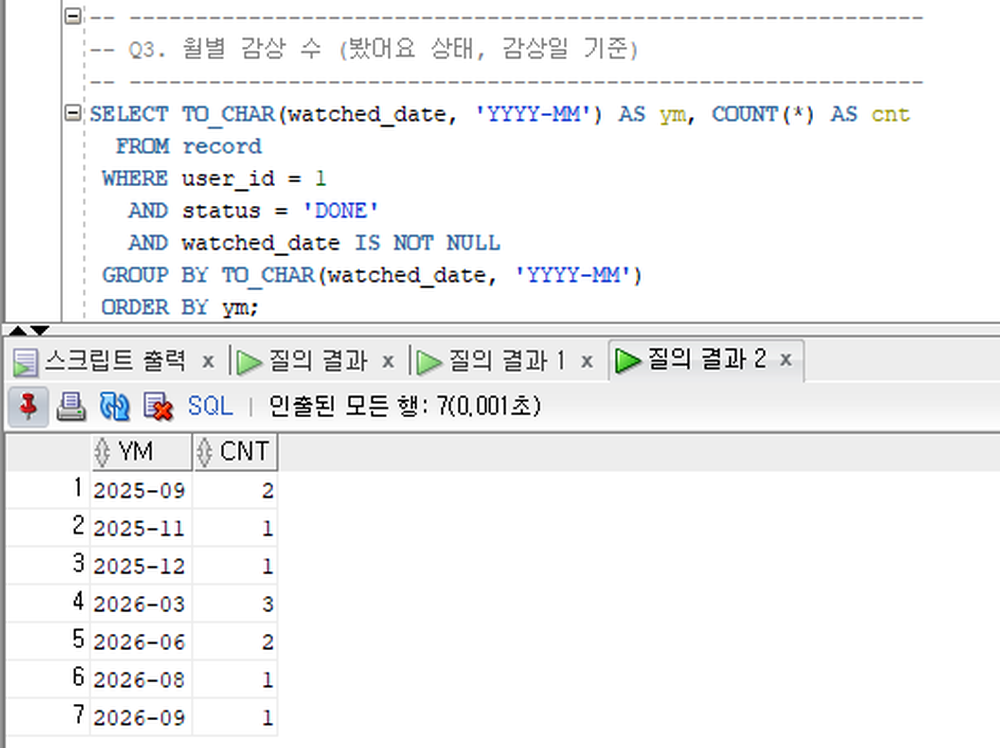 -- ------------------------------------------------------------
-- Q3. 월별 감상 수 (봤어요 상태, 감상일 기준)
-- ------------------------------------------------------------
SELECT TO_CHAR(watched_date, 'YYYY-MM') AS ym, COUNT(*) AS cnt
FROM record
WHERE user_id = 1
AND status = 'DONE'
AND watched_date IS NOT NULL
GROUP BY TO_CHAR(watched_date, 'YYYY-MM')
ORDER BY ym;
스크립트 출력 x 질의 결과 x 질의 결과 1 x 질의 결과 2 x
SQL | 인출된 모든 행: 7(0,001초)
YM CNT
1 2025-09 2
2 2025-11 1
3 2025-12 1
4 2026-03 3
5 2026-06 2
6 2026-08 1
7 2026-09 1